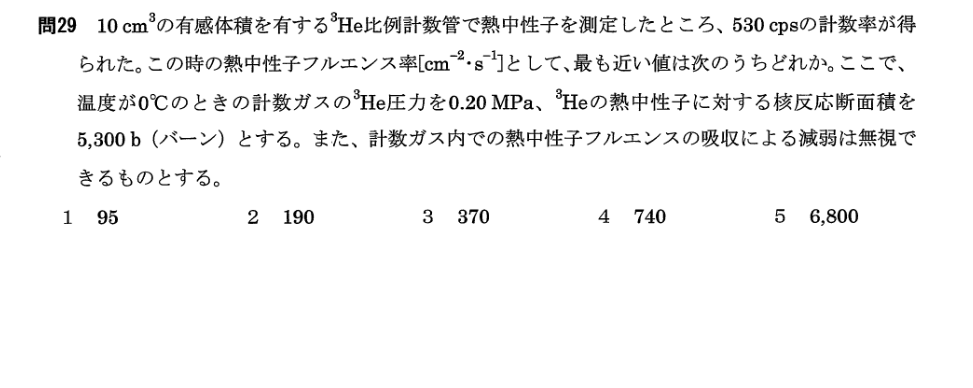 問29　10 cm³の有感体積を有する³He比例計数管で熱中性子を測定したところ、530 cpsの計数率が得
られた。この時の熱中性子フルエンス率[cm⁻²·s⁻¹]として、最も近い値は次のうちどれか。ここで、
温度が0℃のときの計数ガスの³He圧力を0.20 MPa、³Heの熱中性子に対する核反応断面積を
5,300 b（バーン）とする。また、計数ガス内での熱中性子フルエンスの吸収による減弱は無視で
きるものとする。
1　95　2　190　3　370　4　740　5　6,800